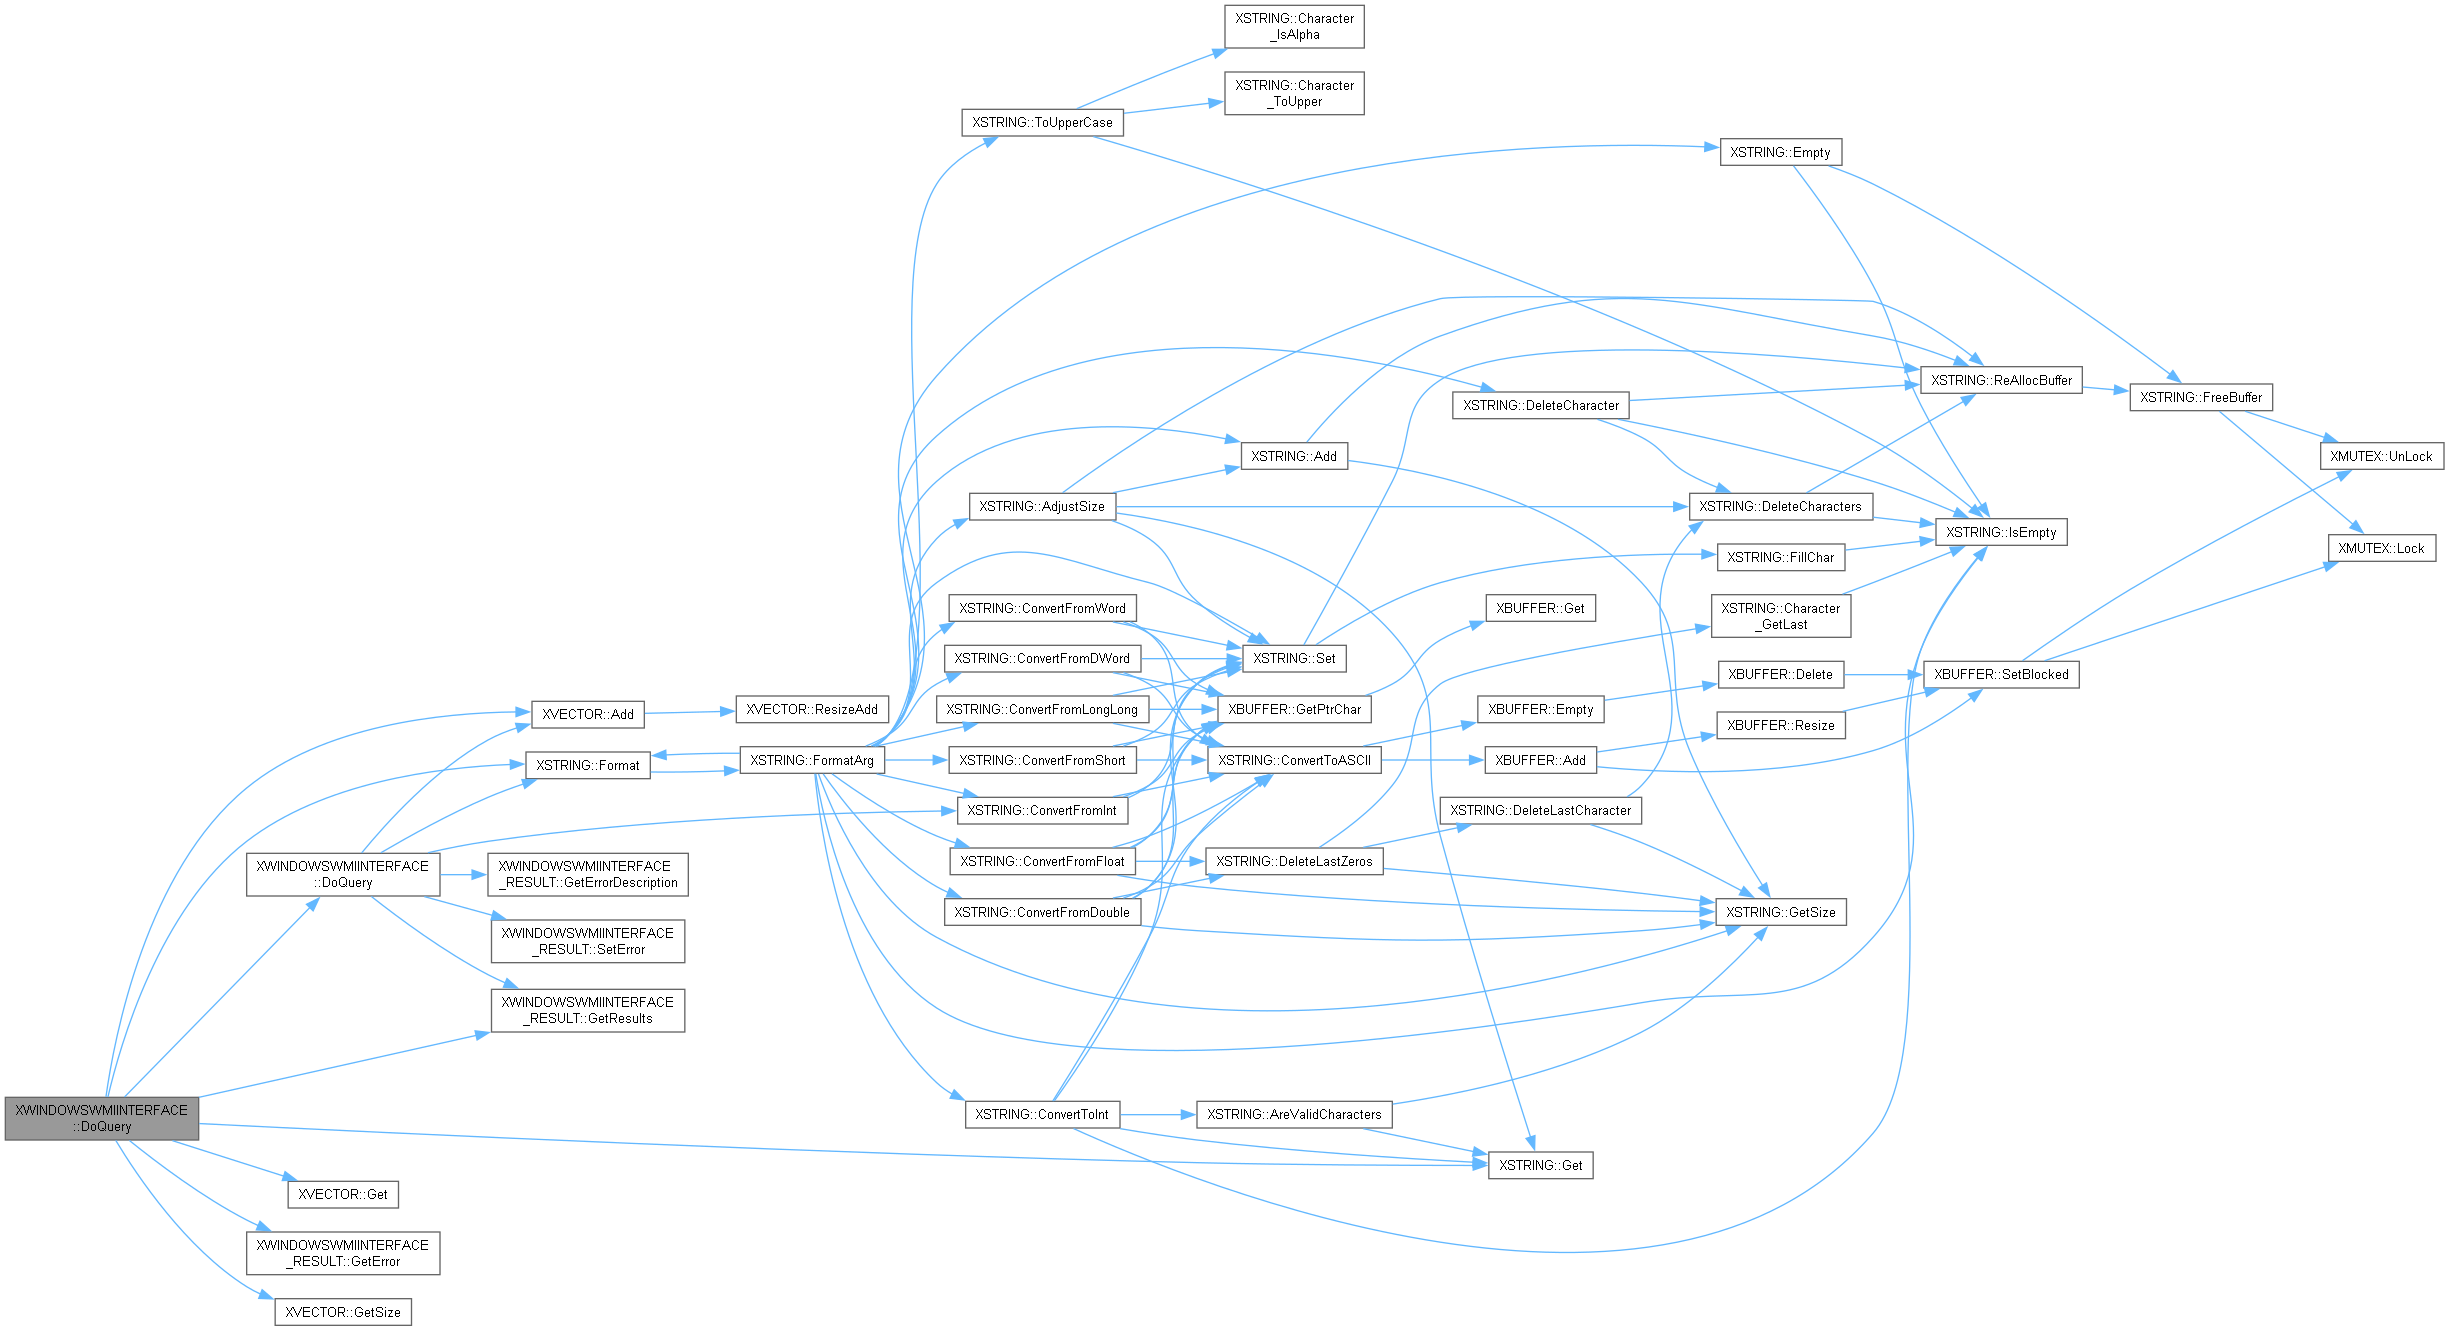 XSTRING::Character
_IsAlpha
XSTRING::Character
_ToUpper
XSTRING::ToUpperCase
XSTRING::Empty
XSTRING::ReAllocBuffer
XSTRING::FreeBuffer
XSTRING::DeleteCharacter
XSTRING::Add
XMUTEX::UnLock
XSTRING::AdjustSize
XSTRING::DeleteCharacters
XSTRING::IsEmpty
XMUTEX::Lock
XSTRING::FillChar
XSTRING::ConvertFromWord
XBUFFER::Get
XSTRING::Character
_GetLast
XSTRING::ConvertFromDWord
XSTRING::Set
XBUFFER::Delete
XBUFFER::SetBlocked
XVECTOR::Add
XVECTOR::ResizeAdd
XSTRING::ConvertFromLongLong
XBUFFER::GetPtrChar
XBUFFER::Empty
XBUFFER::Resize
XSTRING::Format
XSTRING::FormatArg
XSTRING::ConvertFromShort
XSTRING::ConvertToASCII
XBUFFER::Add
XSTRING::ConvertFromInt
XSTRING::DeleteLastCharacter
XWINDOWSWMIINTERFACE
::DoQuery
XWINDOWSWMIINTERFACE
_RESULT::GetErrorDescription
XSTRING::ConvertFromFloat
XSTRING::DeleteLastZeros
XSTRING::ConvertFromDouble
XSTRING::GetSize
XWINDOWSWMIINTERFACE
_RESULT::SetError
XWINDOWSWMIINTERFACE
_RESULT::GetResults
XWINDOWSWMIINTERFACE
::DoQuery
XSTRING::ConvertToInt
XSTRING::AreValidCharacters
XSTRING::Get
XVECTOR::Get
XWINDOWSWMIINTERFACE
_RESULT::GetError
XVECTOR::GetSize